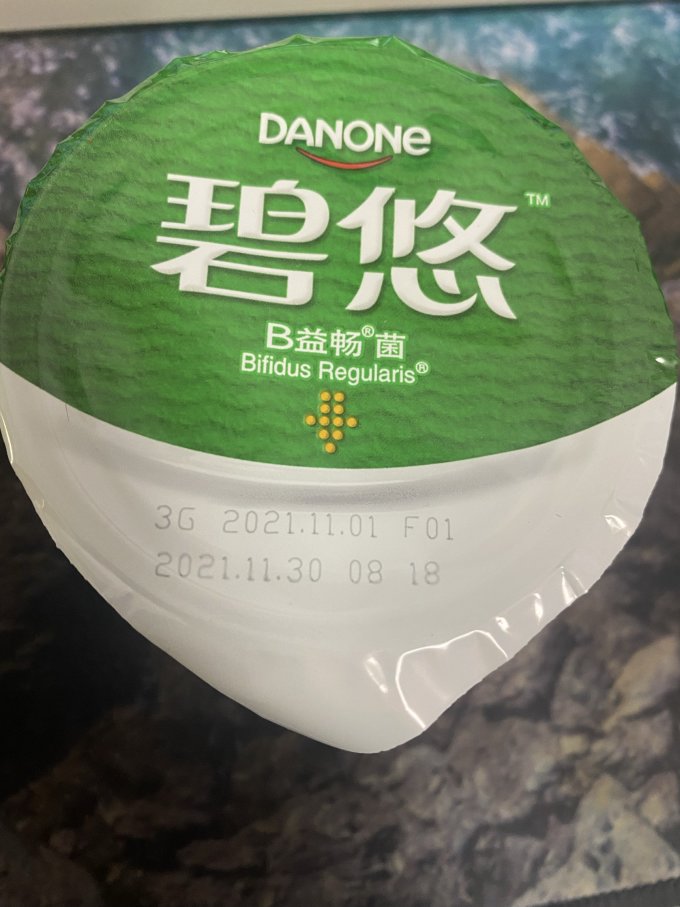 DANONE
碧悠™
B益畅®菌
Bifidus Regularis®
3G 2021.11.01 F01
2021.11.30 08 18